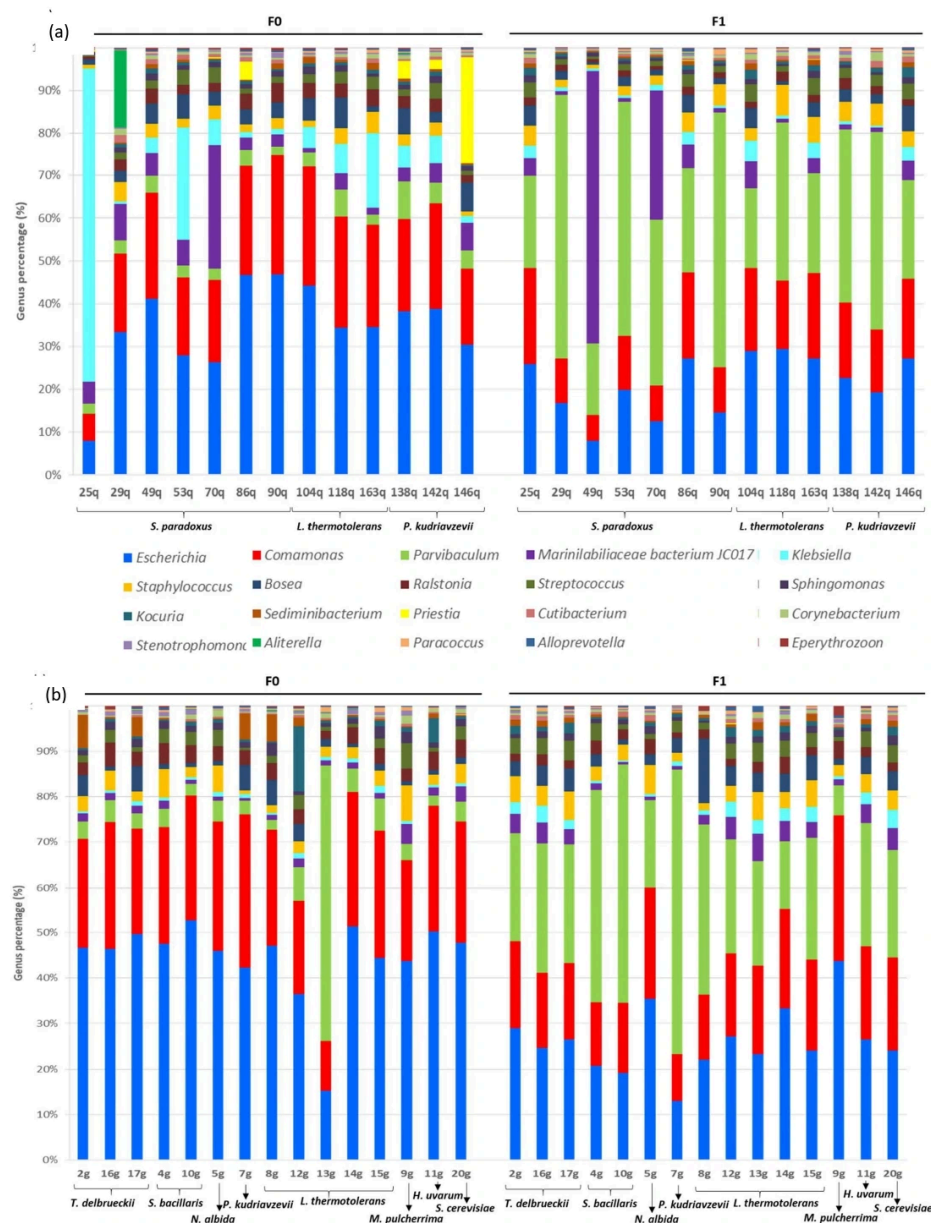 (a)
F0 F1
1
90%
80%
70%
60%
50%
40%
30%
20%
10%
0%
Genus percentage (%)
25q 29q 49q 53q 70q 86q 90q 104q 118q 163q 138q 142q 146q 25q 29q 49q 53q 70q 86q 90q 104q 118q 163q 138q 142q 146q
S. paradoxus L. thermotolerans P. kudriavzevii S. paradoxus L. thermotolerans P. kudriavzevii
Escherichia Comamonas Parvibaculum Marinilabiliaceae bacterium JC017 Klebsiella
Staphylococcus Bosea Ralstonia Streptococcus Sphingomonas
Kocuria Sediminibacterium Priestia Cutibacterium Corynebacterium
Stenotrophomonc Aliterella Paracoccus Alloprevotella Eperythrozoon
(b)
F0 F1
90%
80%
70%
60%
50%
40%
30%
20%
10%
0%
Genus percentage (%)
2g 16g 17g 4g 10g 5g 7g 8g 12g 13g 14g 15g 9g 11g 20g 2g 16g 17g 4g 10g 5g 7g 8g 12g 13g 14g 15g 9g 11g 20g
T. delbrueckii S. bacillaris P. kudriavzevii L. thermotolerans H. uvarum T. delbrueckii S. bacillaris P. kudriavzevii L. thermotolerans H. uvarum
N. albida M. pulcherrima S. cerevisiae N. albida M. pulcherrima S. cerevisiae